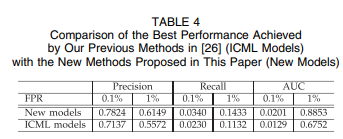 TABLE 4
Comparison of the Best Performance Achieved
by Our Previous Methods in [26] (ICML Models)
with the New Methods Proposed in This Paper (New Models)
Precision Recall AUC
FPR 0.1% 1% 0.1% 1% 0.1% 1%
New models 0.7824 0.6149 0.0340 0.1433 0.0201 0.8853
ICML models 0.7137 0.5572 0.0230 0.1132 0.0129 0.6752